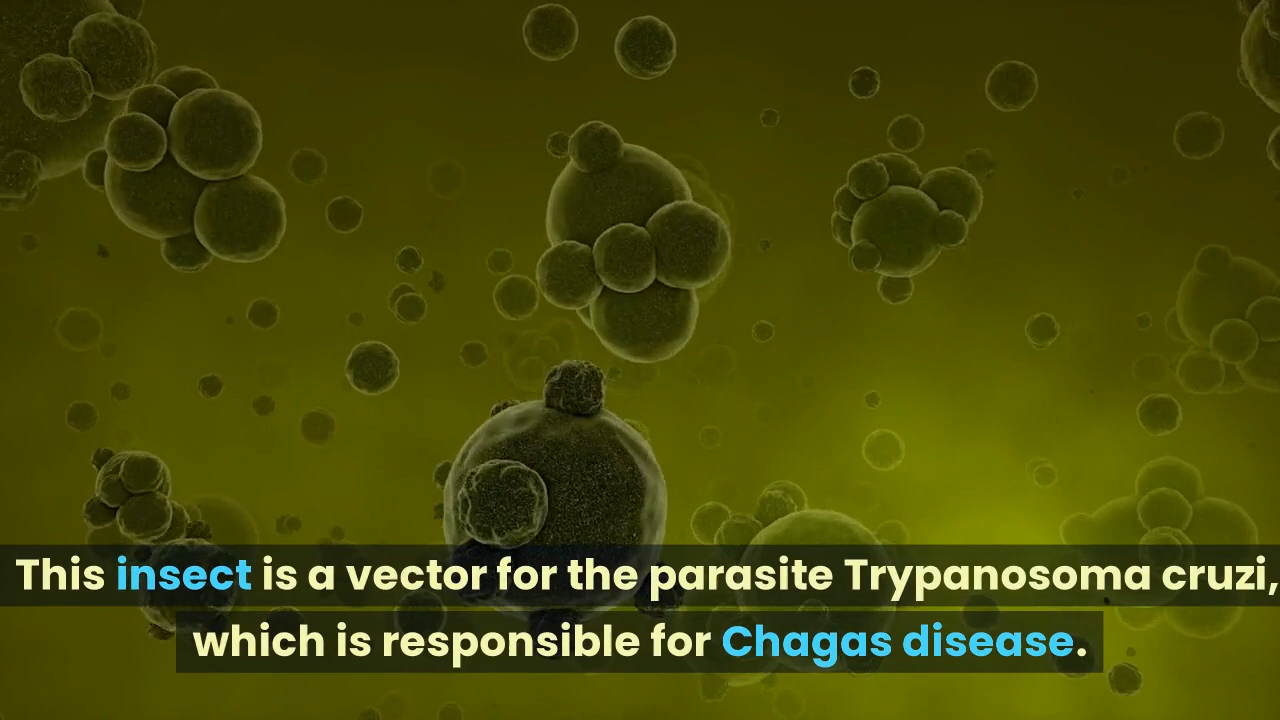 This insect is a vector for the parasite Trypanosoma cruzi,
which is responsible for Chagas disease.